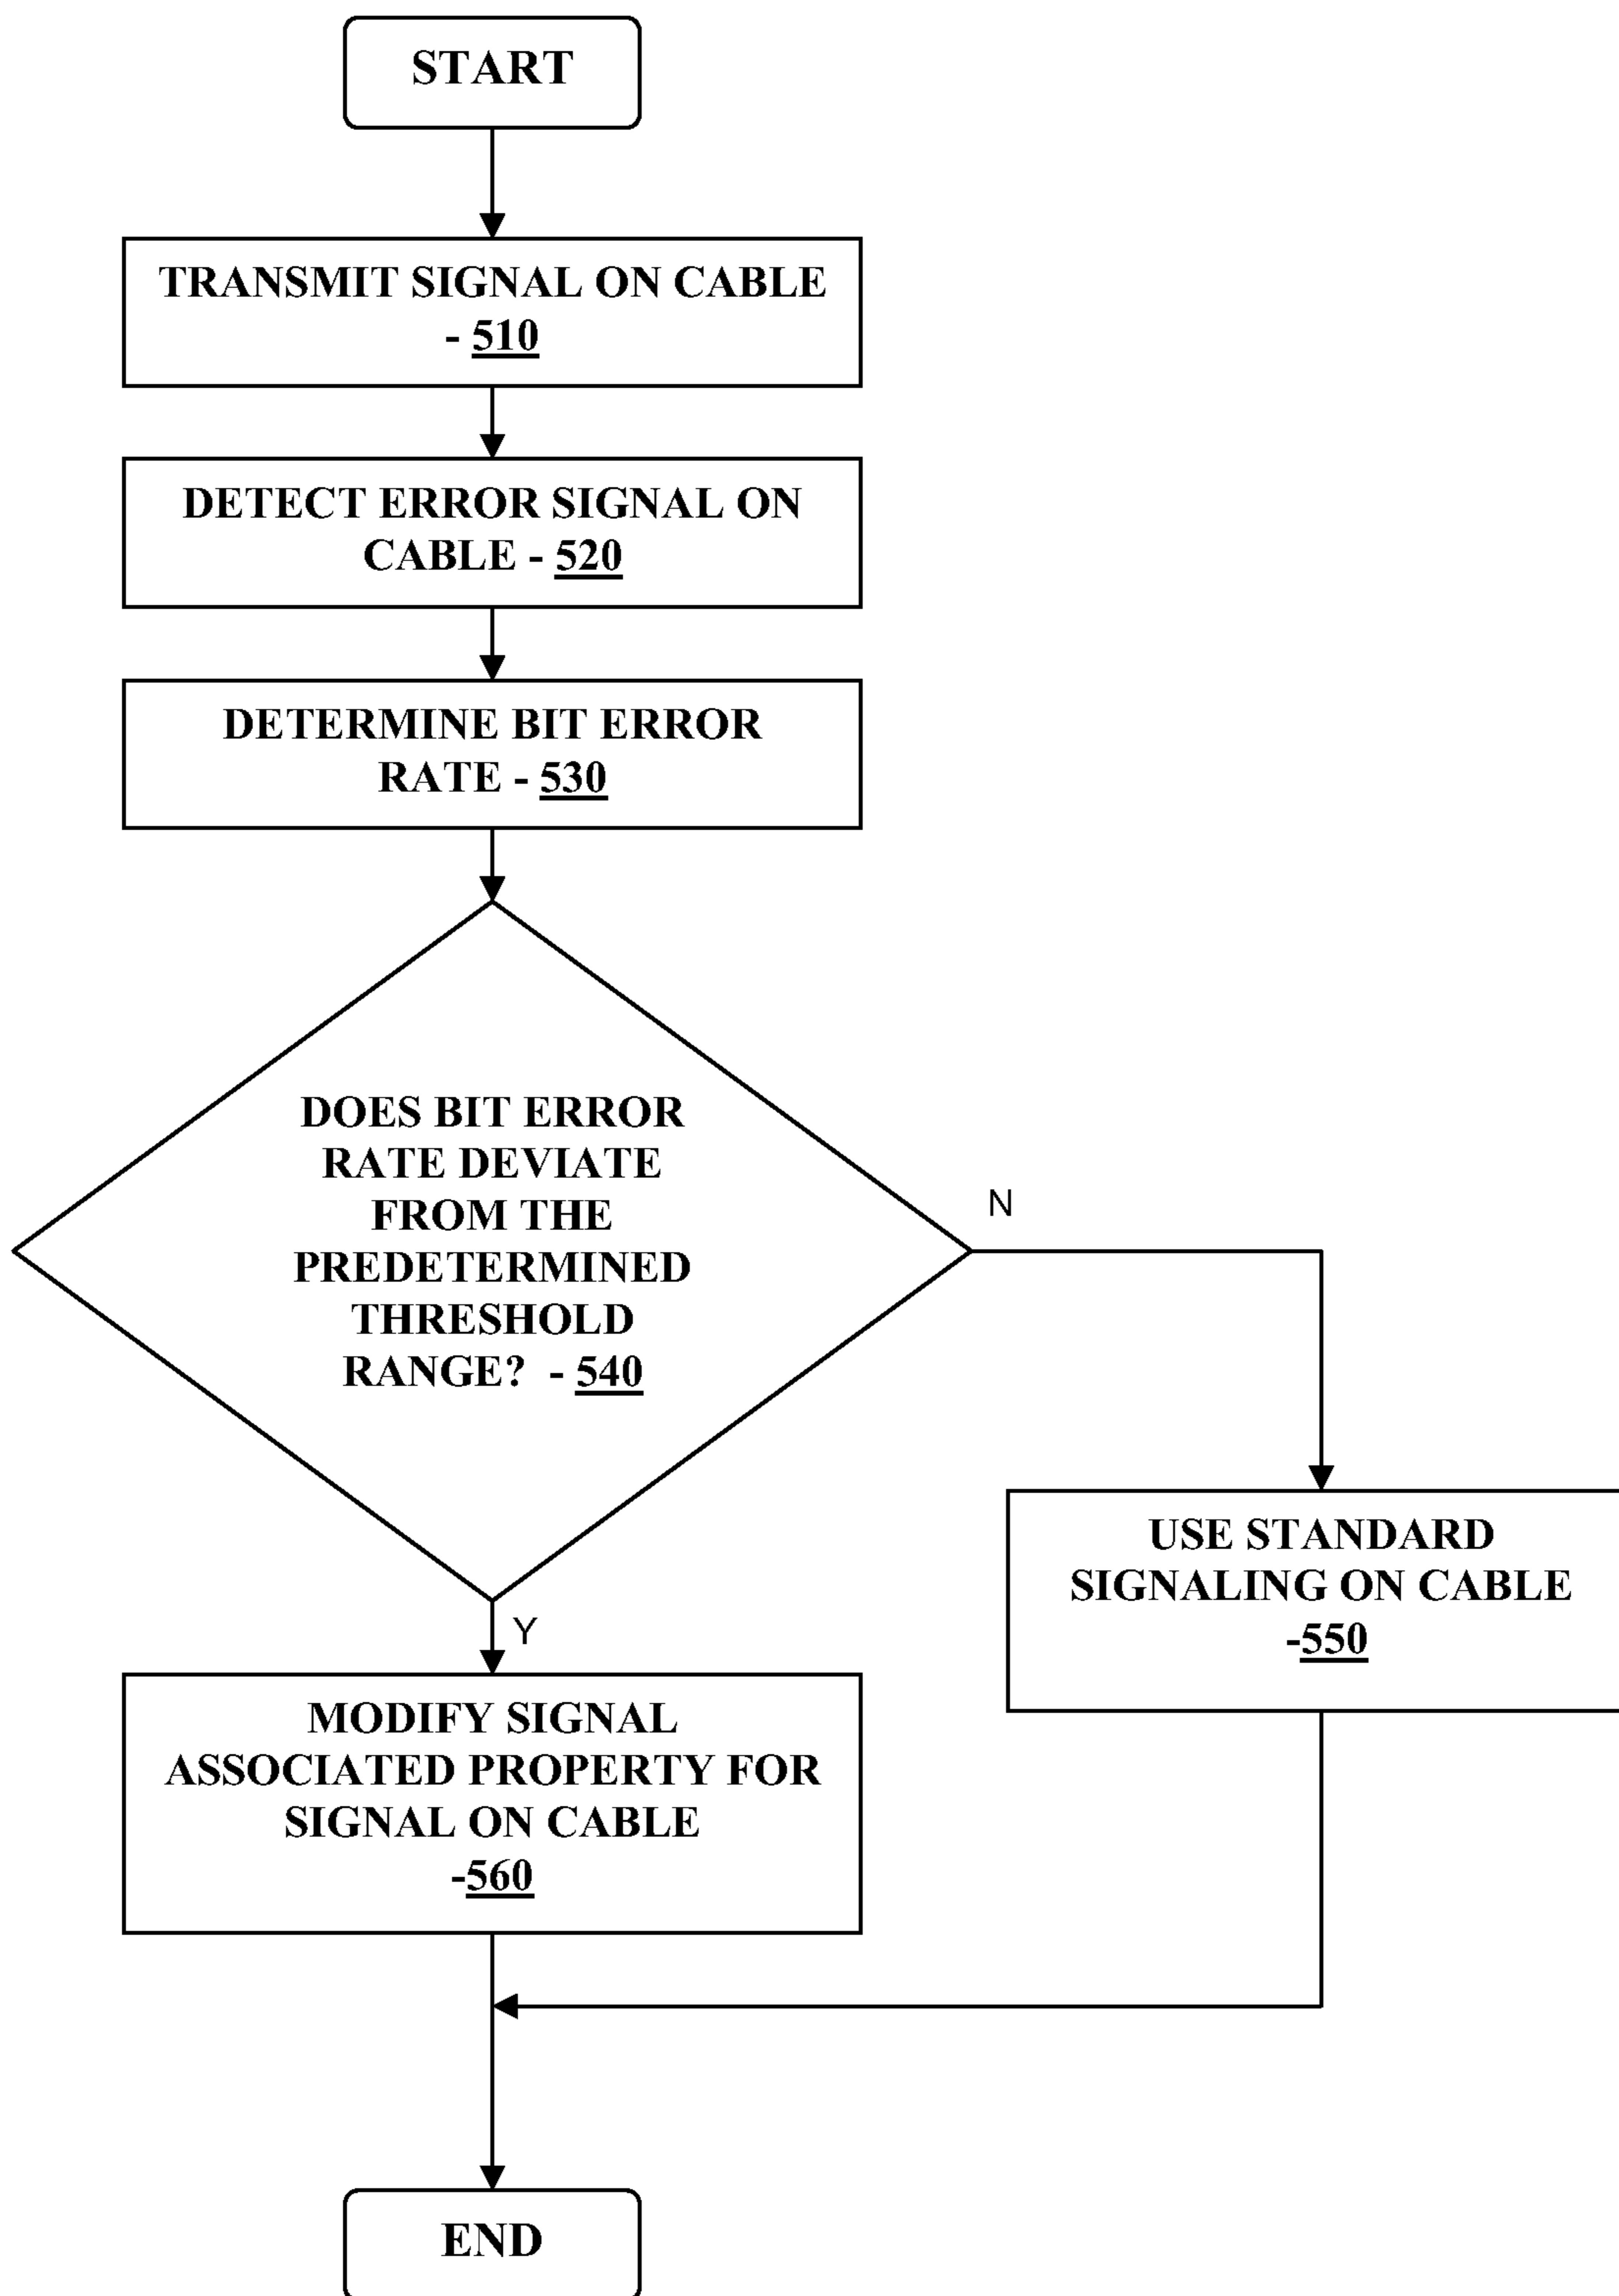 START
TRANSMIT SIGNAL ON CABLE
- 510
DETECT ERROR SIGNAL ON
CABLE - 520
DETERMINE BIT ERROR
RATE - 530
DOES BIT ERROR
RATE DEVIATE
FROM THE
PREDETERMINED
THRESHOLD
RANGE?  - 540
N
USE STANDARD
SIGNALING ON CABLE
-550
Y
MODIFY SIGNAL
ASSOCIATED PROPERTY FOR
SIGNAL ON CABLE
-560
END